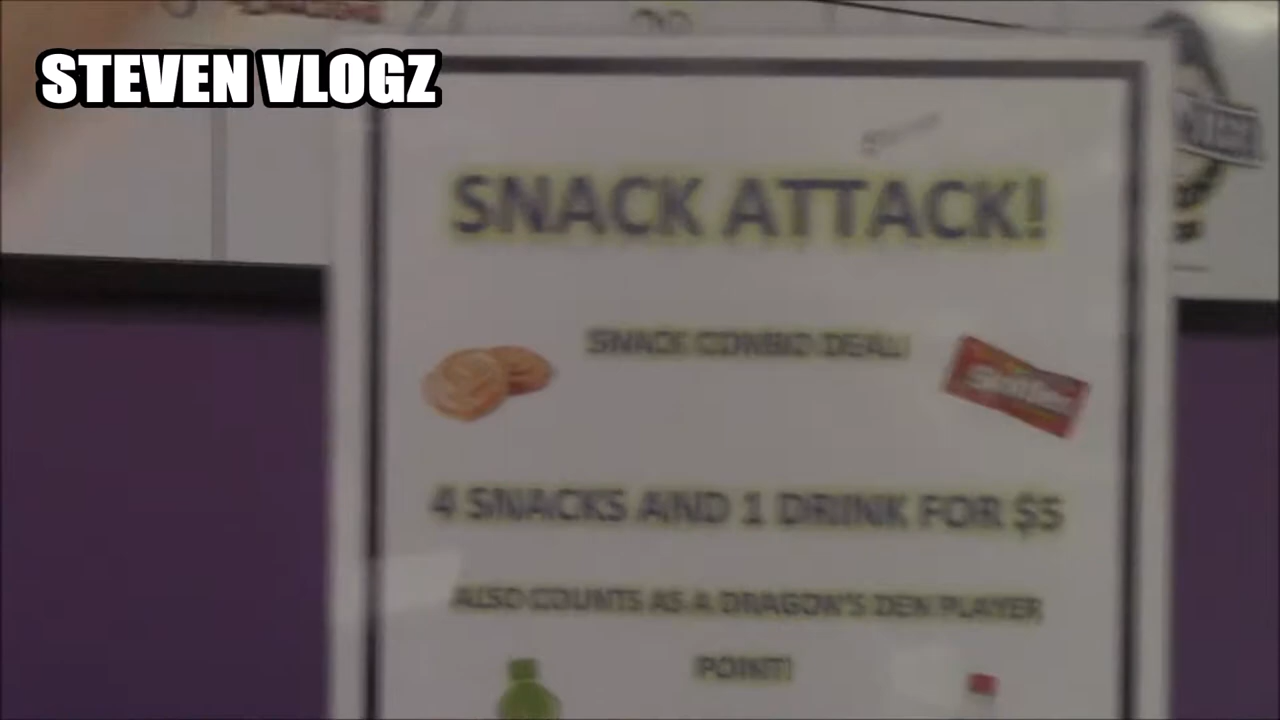 STEVEN VLOGZ
SNACK ATTACK!
SNACK COMBO DEAL!
Skittles
4 SNACKS AND 1 DRINK FOR $5
ALSO COUNTS AS A DRAGON'S DEN PLAYER
POINT!